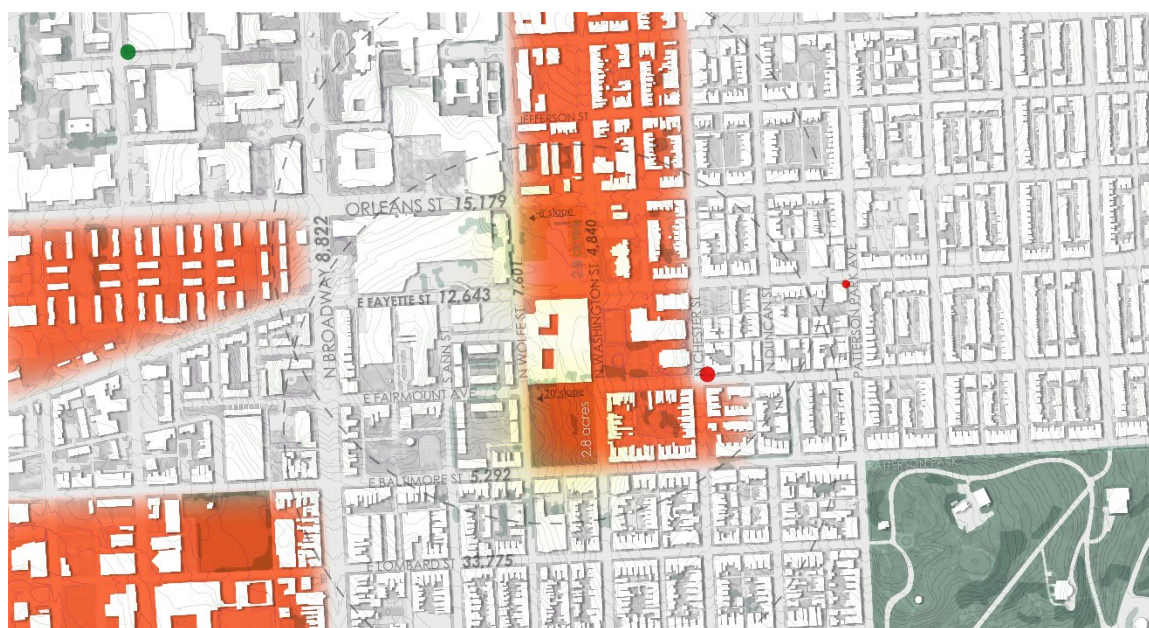 JEFFERSON ST
ORLEANS ST 15,179
-8' slope
N BROADWAY 8,822
N WOLFE ST 7,601
N WASHINGTON ST 4,840
E FAYETTE ST 12,643
S ANN ST
N CHESTER ST
N DUNCAN ST
PATTERSON PARK AVE
E FAIRMOUNT AVE
-20' slope
2.8 acres
E BALTIMORE ST 5,292
PATTERSON PARK
E LOMBARD ST 33,775